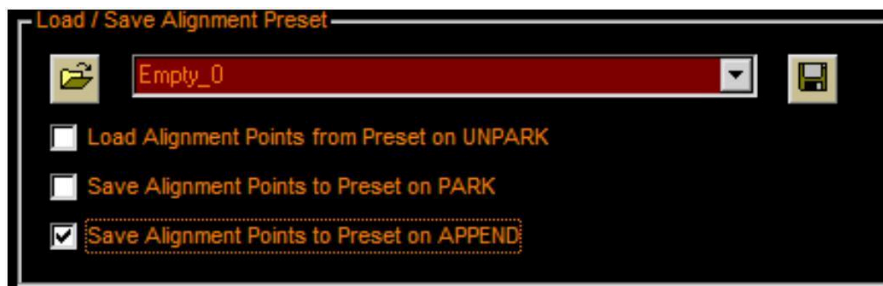 Load / Save Alignment Preset
Empty_0
Load Alignment Points from Preset on UNPARK
Save Alignment Points to Preset on PARK
Save Alignment Points to Preset on APPEND